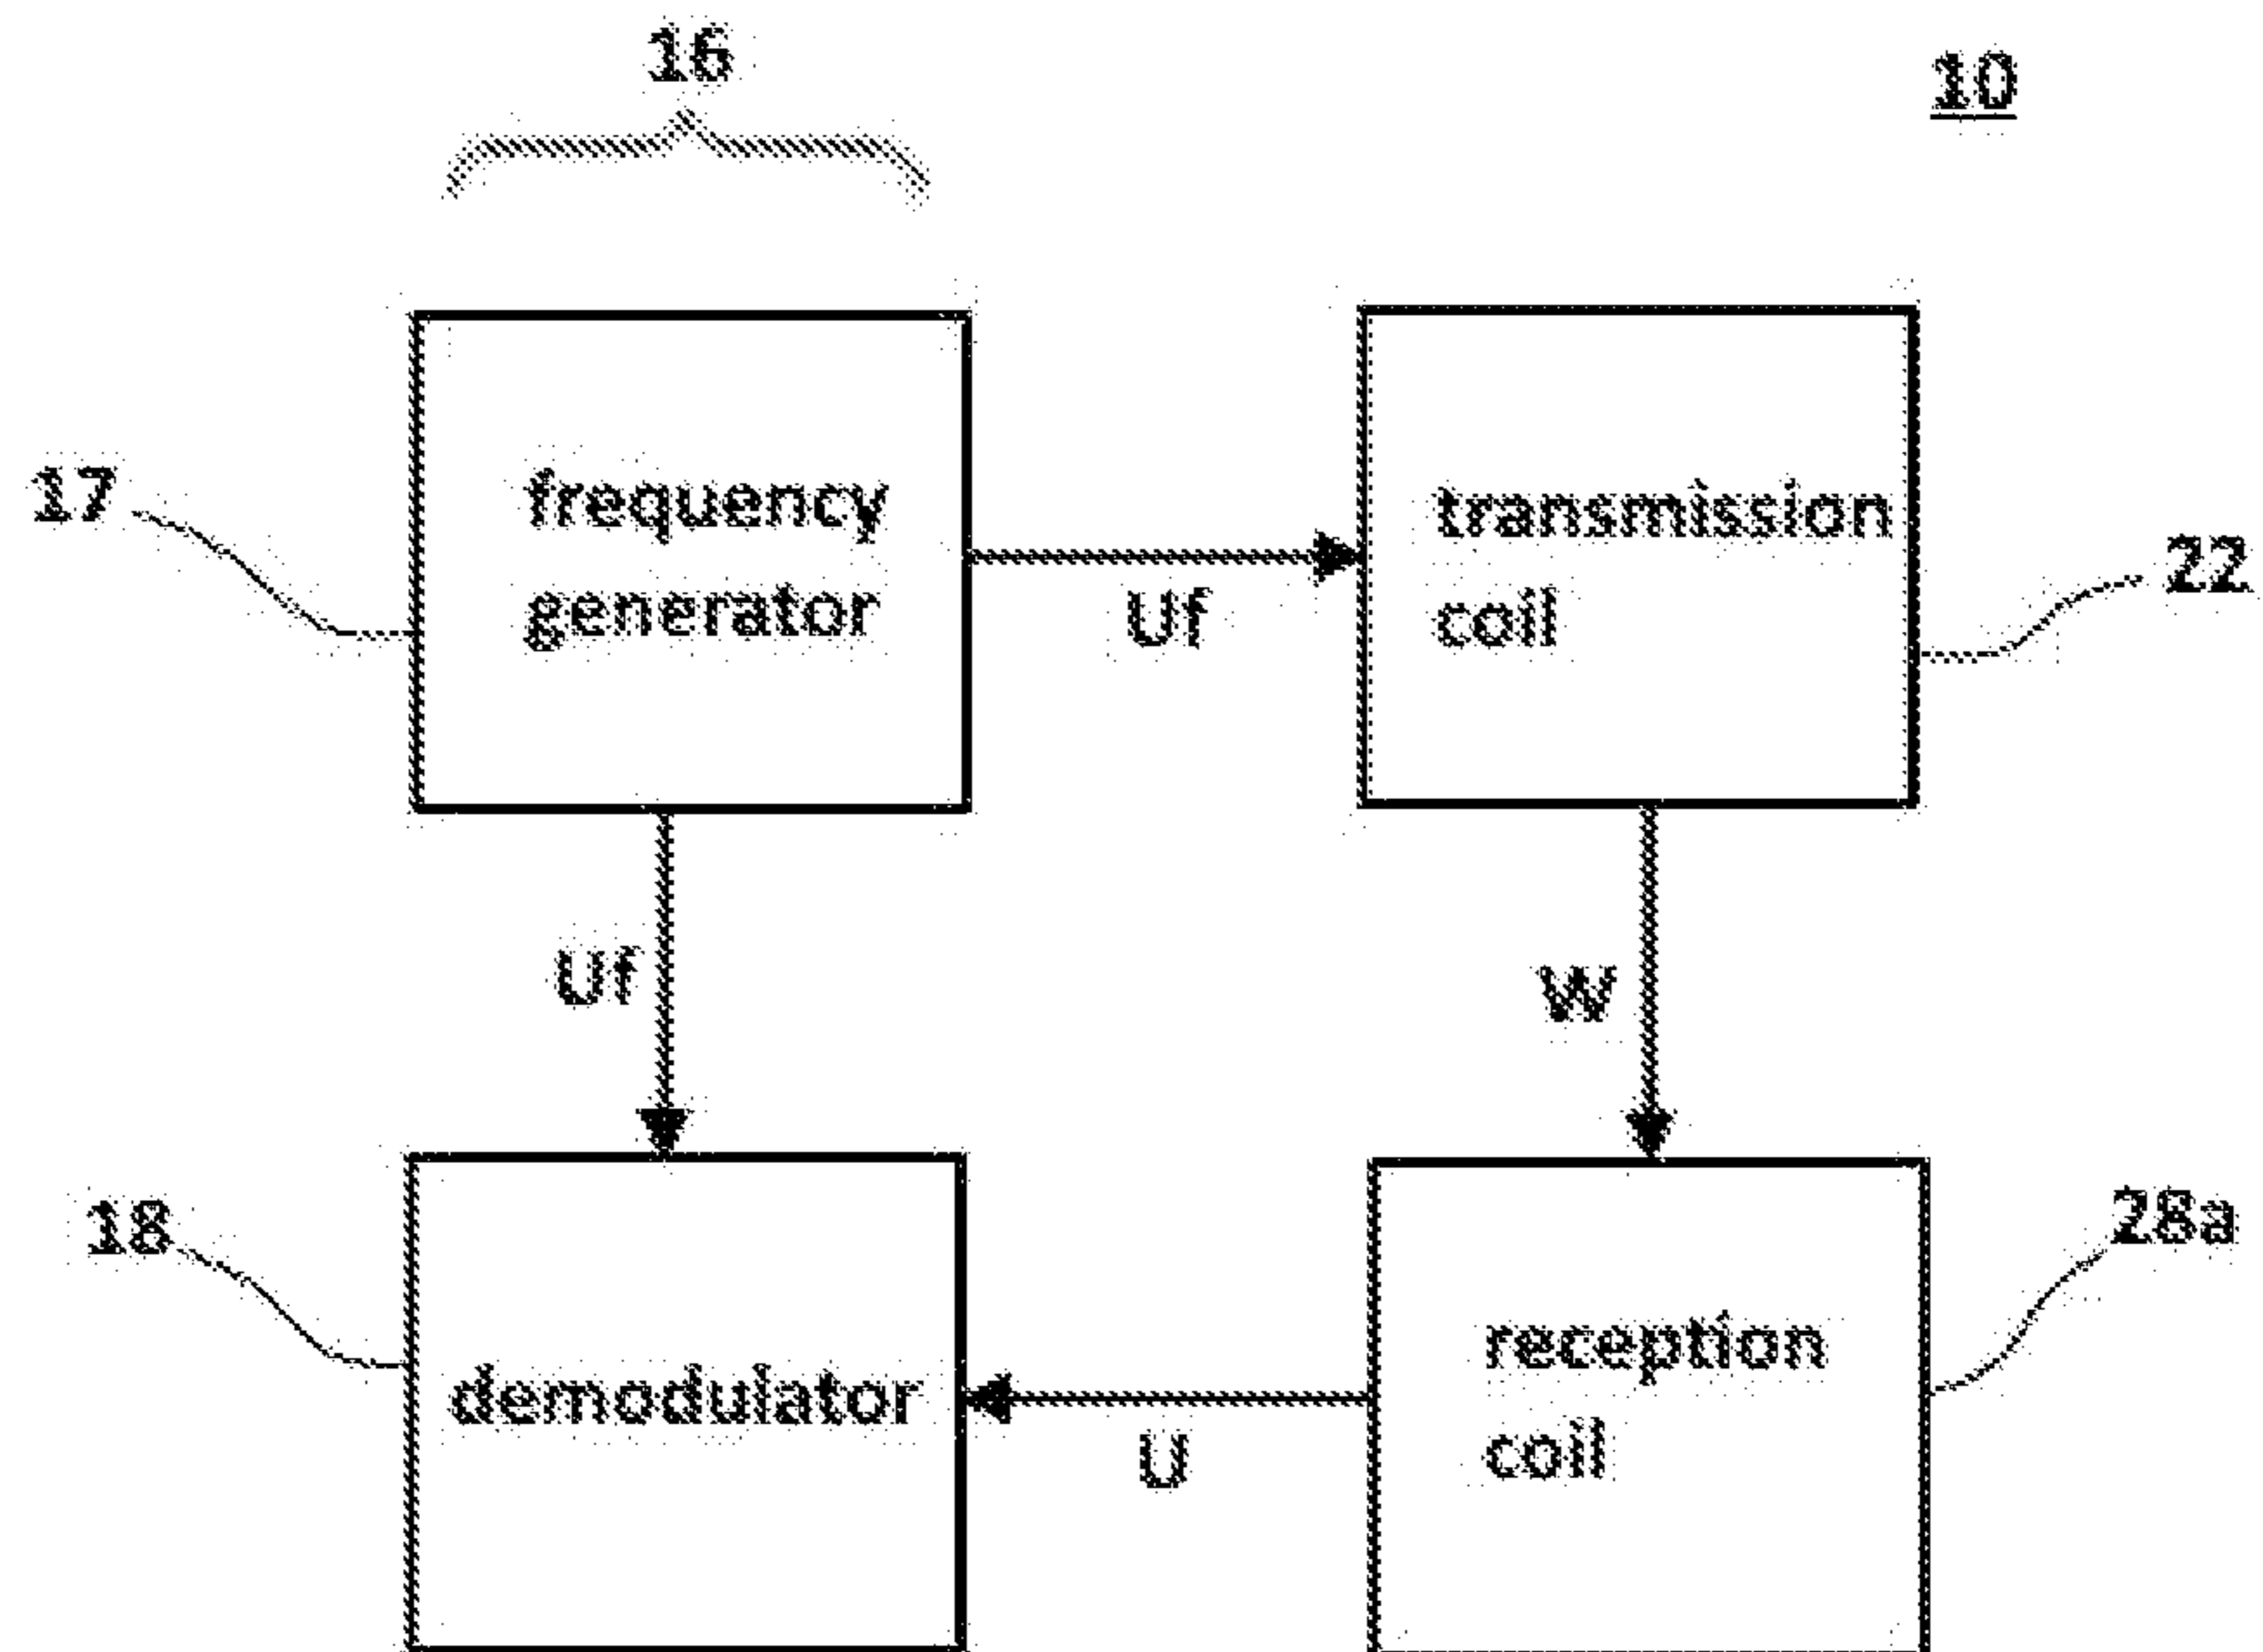 16
10
17
frequency
generator
Uf
transmission
coil
22
Uf
W
18
demodulator
U
reception
coil
28a